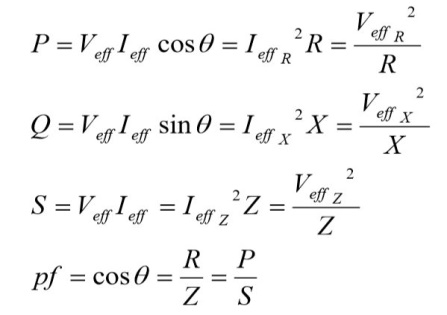 P = V_eff I_eff cos θ = I_eff R² R = V_eff R² / R
Q = V_eff I_eff sin θ = I_eff X² X = V_eff X² / X
S = V_eff I_eff = I_eff Z² Z = V_eff Z² / Z
pf = cos θ = R / Z = P / S